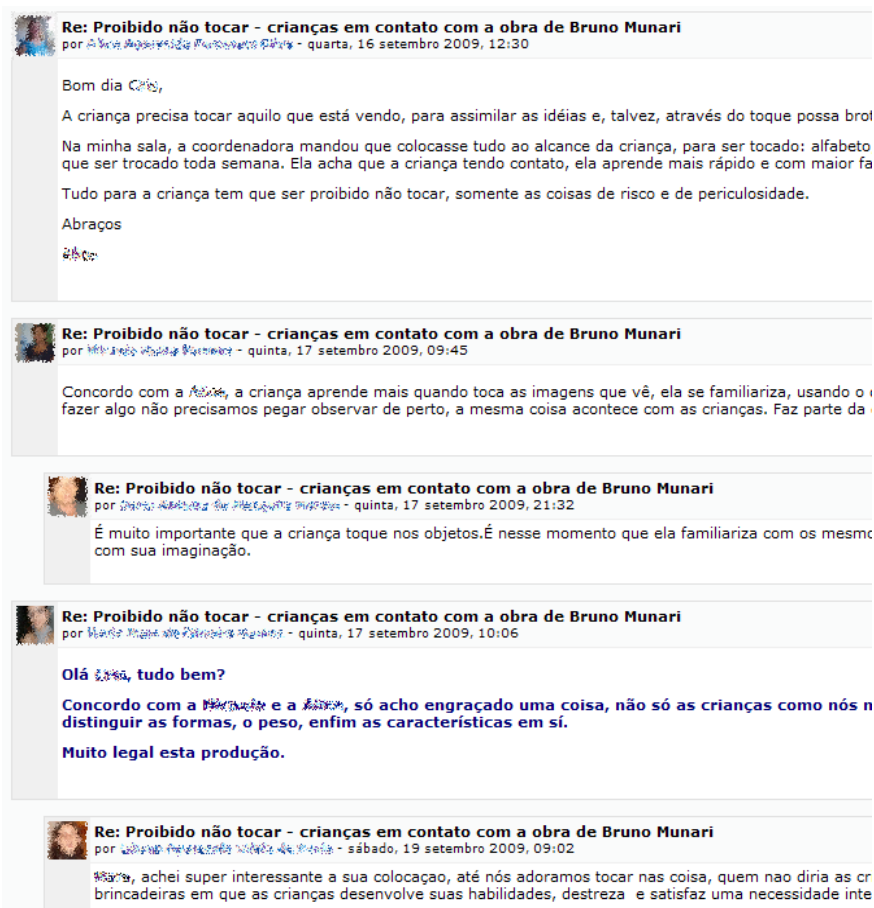 Re: Proibido não tocar - crianças em contato com a obra de Bruno Munari
por - quarta, 16 setembro 2009, 12:30
Bom dia
A criança precisa tocar aquilo que está vendo, para assimilar as idéias e, talvez, através do toque possa
Na minha sala, a coordenadora mandou que colocasse tudo ao alcance da criança, para ser tocado: alfabeto
que ser trocado toda semana. Ela acha que a criança tendo contato, ela aprende mais rápido e com maior
Tudo para a criança tem que ser proibido não tocar, somente as coisas de risco e de periculosidade.
Abraços
Re: Proibido não tocar - crianças em contato com a obra de Bruno Munari
por - quinta, 17 setembro 2009, 09:45
Concordo com a , a criança aprende mais quando toca as imagens que vê, ela se familiariza, usando o
fazer algo não precisamos pegar observar de perto, a mesma coisa acontece com as crianças. Faz parte da
Re: Proibido não tocar - crianças em contato com a obra de Bruno Munari
por - quinta, 17 setembro 2009, 21:32
É muito importante que a criança toque nos objetos.É nesse momento que ela familiariza com os
com sua imaginação.
Re: Proibido não tocar - crianças em contato com a obra de Bruno Munari
por - quinta, 17 setembro 2009, 10:06
Olá , tudo bem?
Concordo com a e a , só acho engraçado uma coisa, não só as crianças como nós
distinguir as formas, o peso, enfim as características em sí.
Muito legal esta produção.
Re: Proibido não tocar - crianças em contato com a obra de Bruno Munari
por - sábado, 19 setembro 2009, 09:02
, achei super interessante a sua colocaçao, até nós adoramos tocar nas coisa, quem nao diria as
brincadeiras em que as crianças desenvolve suas habilidades, destreza e satisfaz uma necessidade